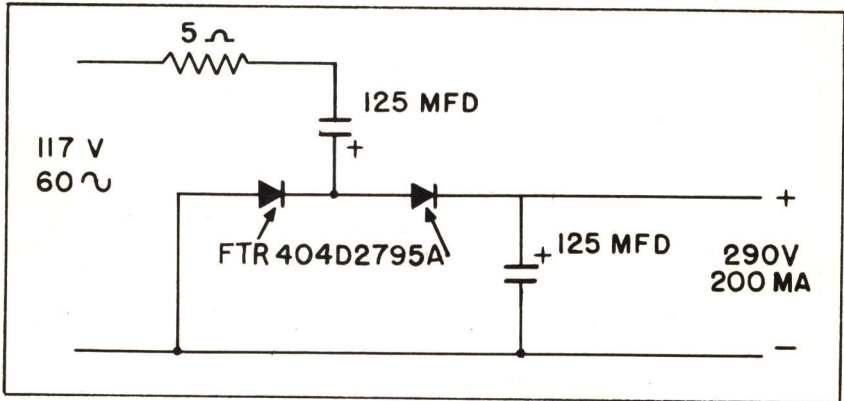 5 Ω
125 MFD
+
117 V
60 ~
FTR 404D2795A
+
125 MFD
+
290V
200 MA
−